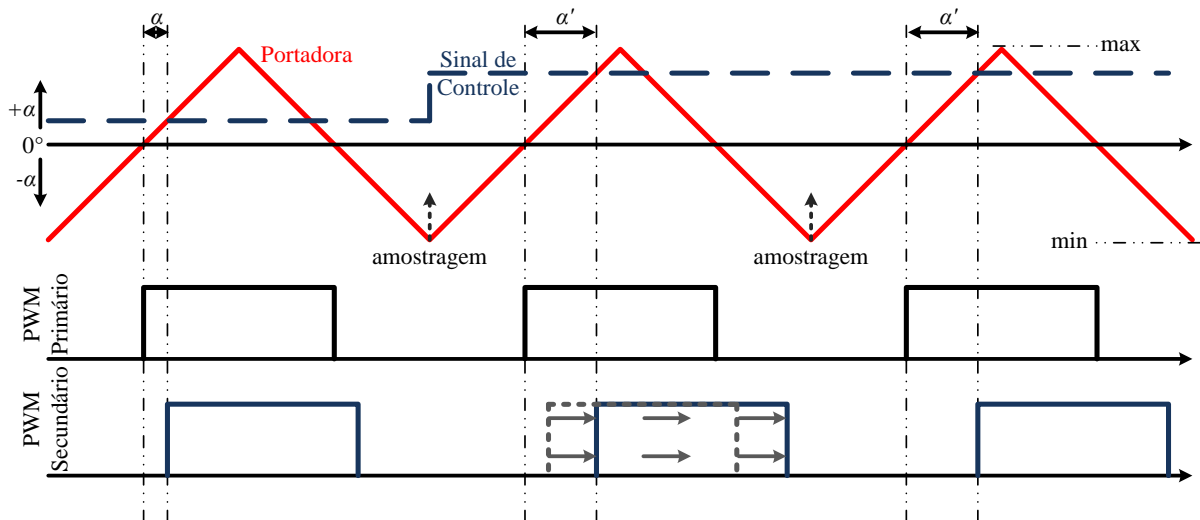 α
α'
α'
Portadora
Sinal de
Controle
max
+α
0°
-α
min
amostragem
amostragem
PWM
Primário
PWM
Secundário